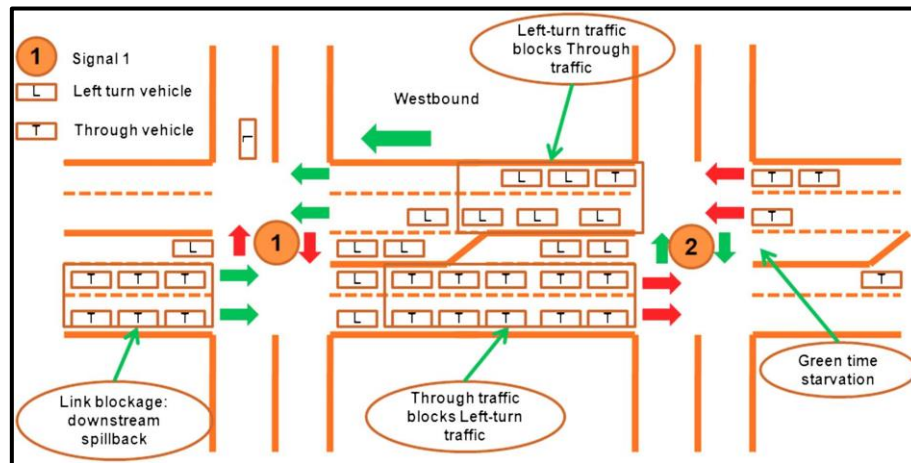 1
Signal 1
L
Left turn vehicle
T
Through vehicle
Westbound
Left-turn traffic
blocks Through
traffic
L
L L T
T T
L L L L
T
1
2
L
L L
L L
T T T
L
T T T T T
T
T T T
L
T T T T T
Link blockage:
downstream
spillback
Through traffic
blocks Left-turn
traffic
Green time
starvation